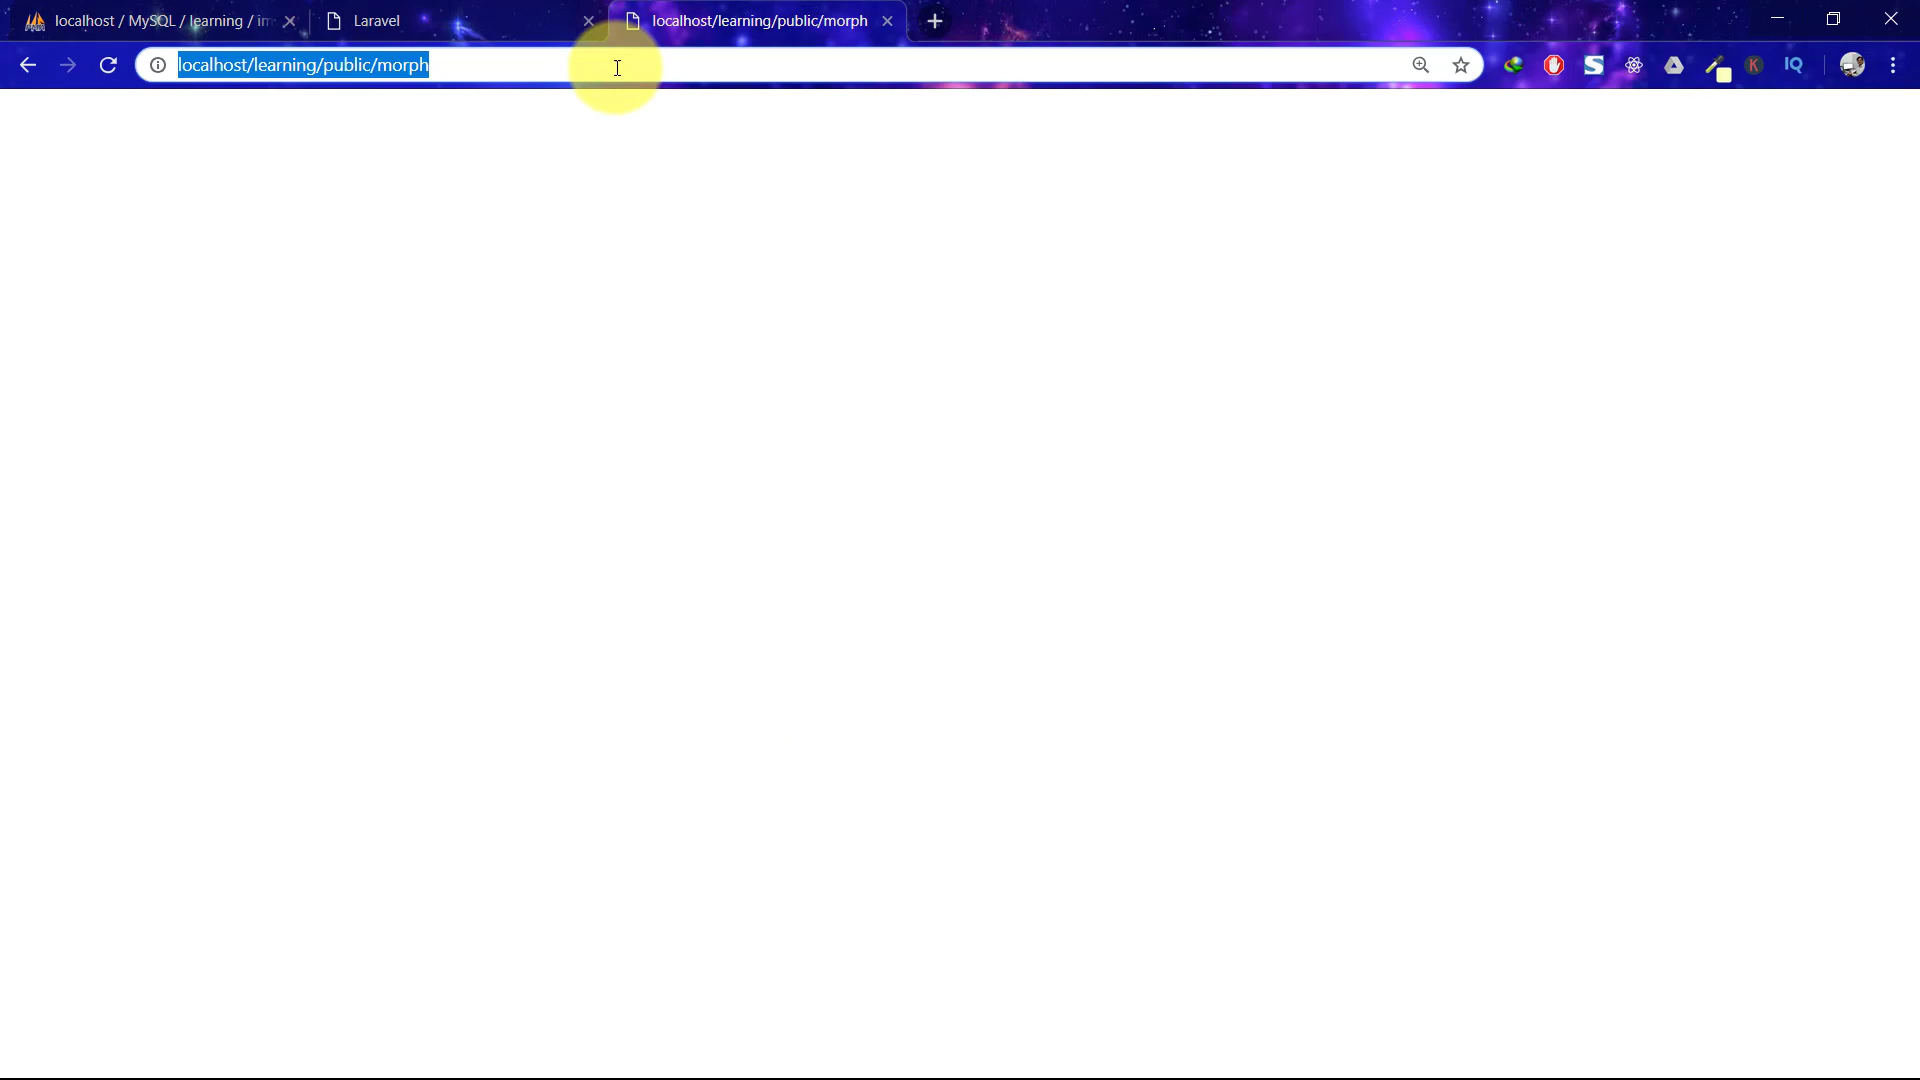 localhost / MySQL / learning / im
Laravel
localhost/learning/public/morph
localhost/learning/public/morph
K
IQ